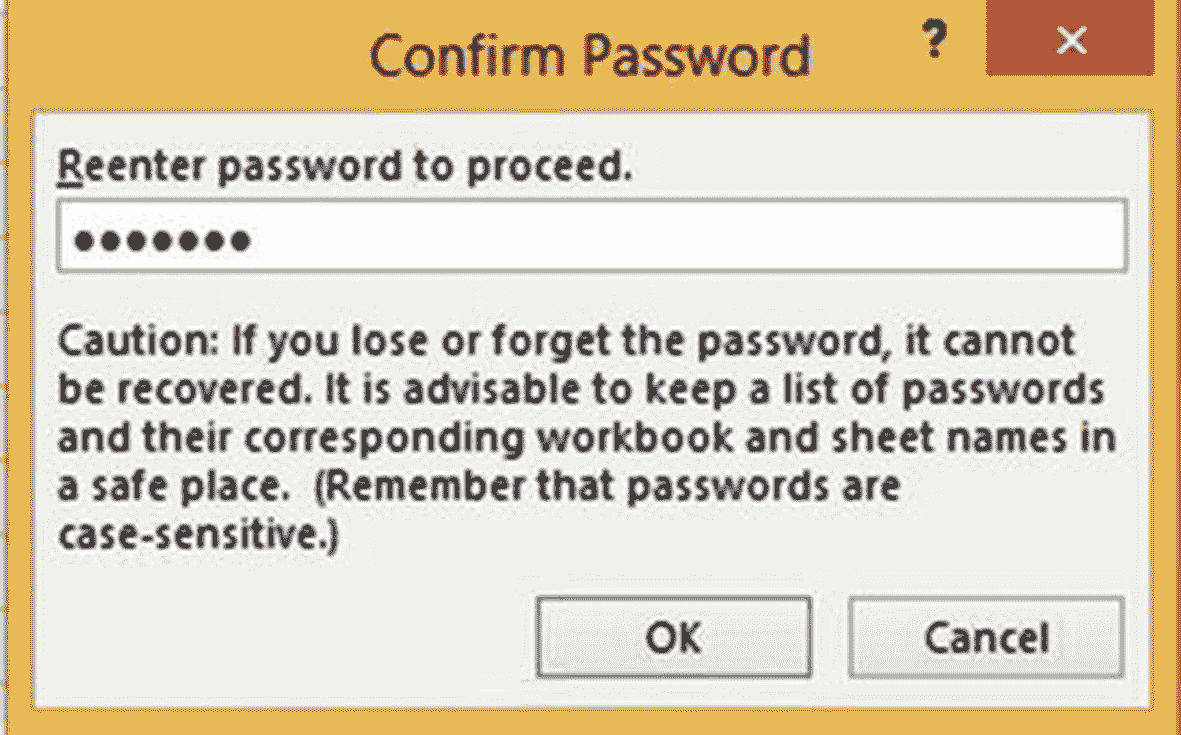 Confirm Password ?
Reenter password to proceed.
•••••••
Caution: If you lose or forget the password, it cannot
be recovered. It is advisable to keep a list of passwords
and their corresponding workbook and sheet names in
a safe place.  (Remember that passwords are
case-sensitive.)
OK Cancel